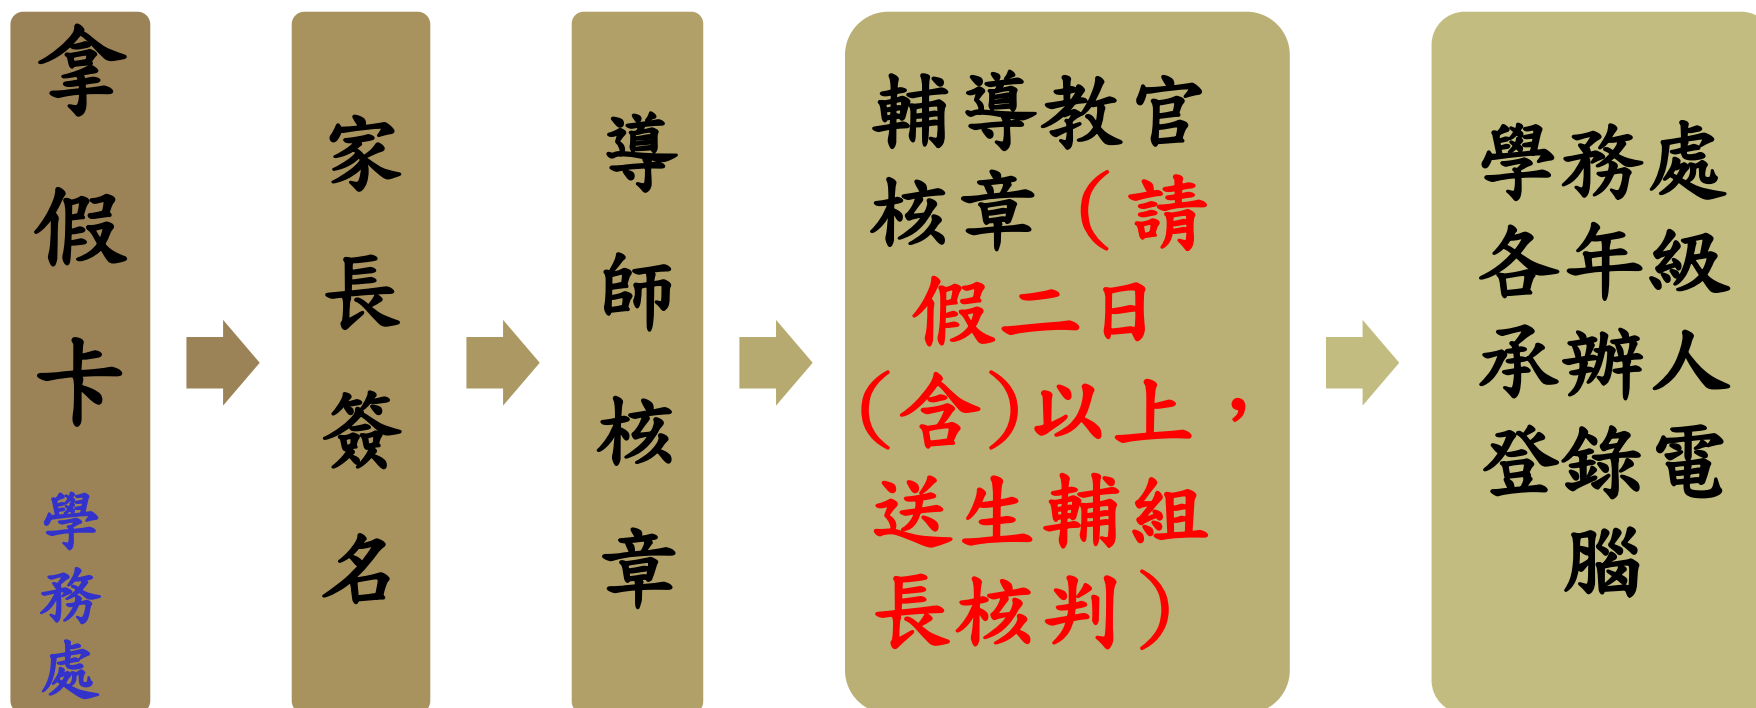 拿假卡
學務處
家長簽名
導師核章
輔導教官
核章（請
假二日
(含)以上，
送生輔組
長核判）
學務處
各年級
承辦人
登錄電
腦